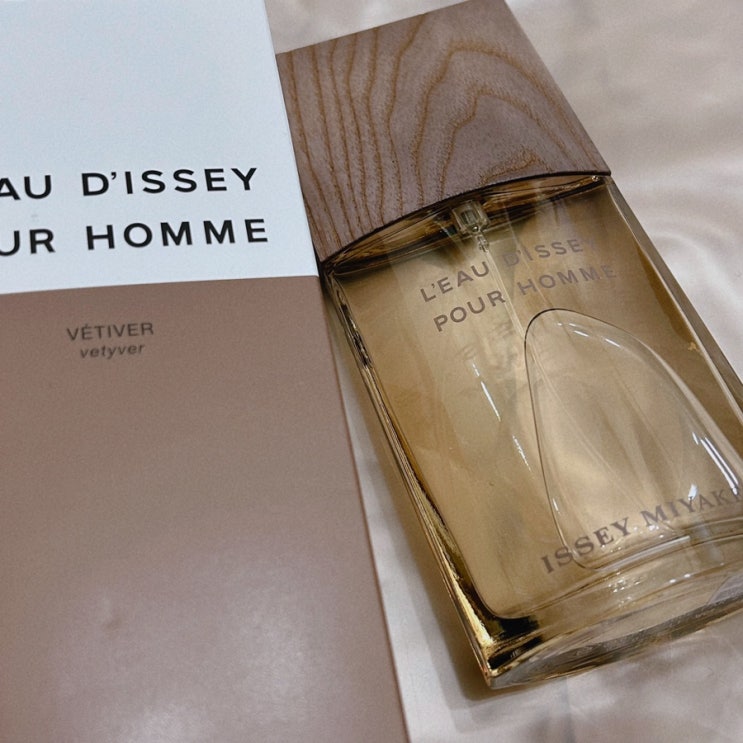 AU D'ISSEY
UR HOMME
VÉTIVER
vetyver
L'EAU D'ISSEY
POUR HOMME
ISSEY MIYAKE